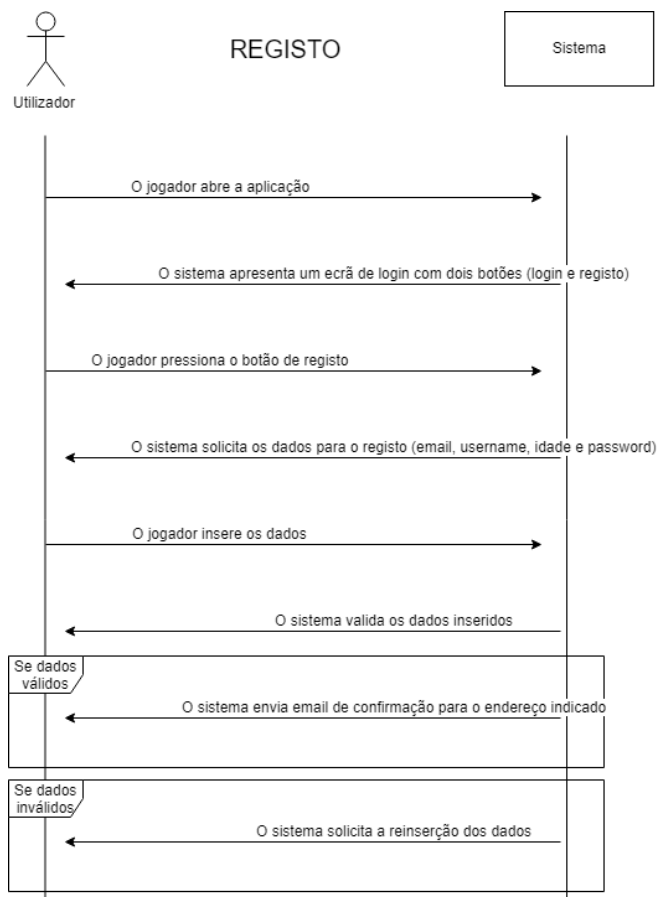 REGISTO
Sistema
Utilizador
O jogador abre a aplicação
O sistema apresenta um ecrã de login com dois botões (login e registo)
O jogador pressiona o botão de registo
O sistema solicita os dados para o registo (email, username, idade e password)
O jogador insere os dados
O sistema valida os dados inseridos
Se dados
válidos
O sistema envia email de confirmação para o endereço indicado
Se dados
inválidos
O sistema solicita a reinserção dos dados